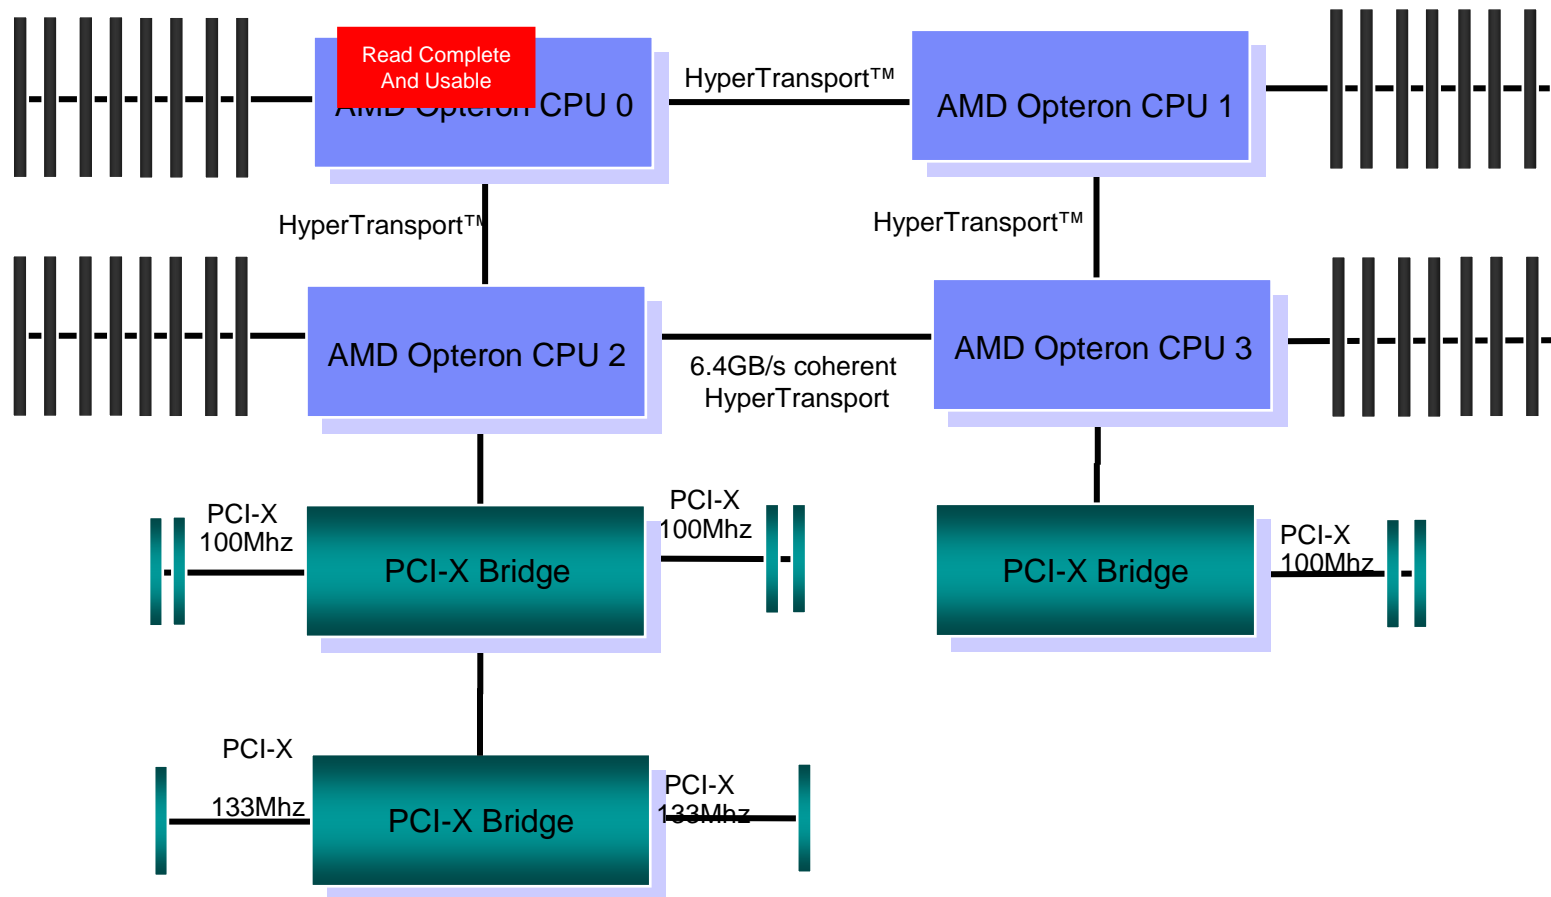 Read Complete
And Usable
AMD Opteron CPU 0
HyperTransport™
AMD Opteron CPU 1
HyperTransport™
HyperTransport™
AMD Opteron CPU 2
6.4GB/s coherent
HyperTransport
AMD Opteron CPU 3
PCI-X
100Mhz
PCI-X Bridge
PCI-X
100Mhz
PCI-X Bridge
PCI-X
100Mhz
PCI-X
133Mhz
PCI-X Bridge
PCI-X
133Mhz